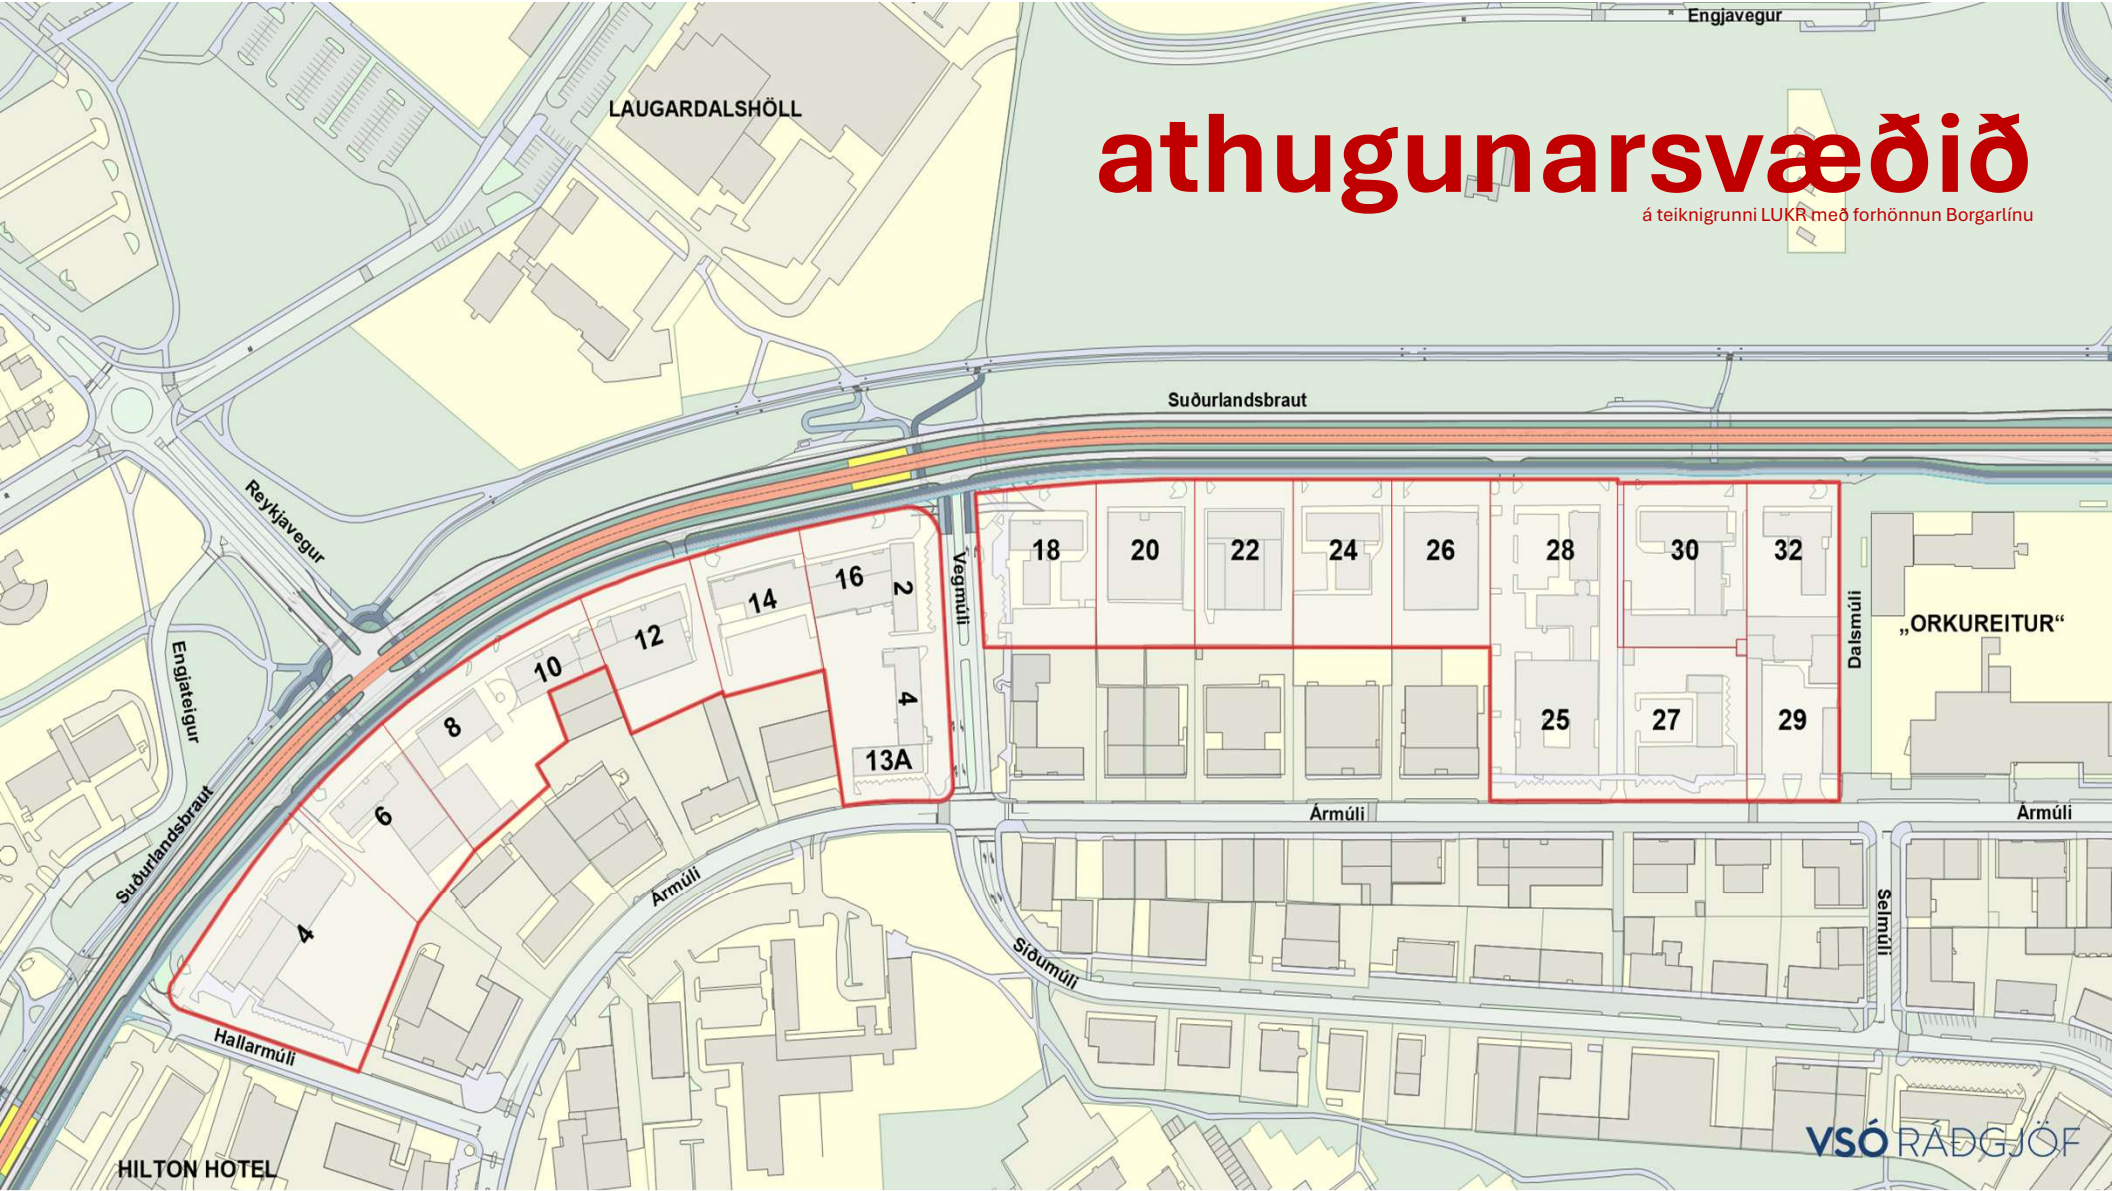 Engjavegur
LAUGARDALSHÖLL
athugunarsvæðið
á teiknigrunni LUKR með forhönnun Borgarlínu
Suðurlandsbraut
Reykjavegur
Engjateigur
Suðurlandsbraut
Vegmúli
18
20
22
24
26
28
30
32
16
2
14
12
10
8
6
4
4
13A
25
27
29
Dalsmúli
„ORKUREITUR“
Ármúli
Ármúli
Ármúli
Síðumúli
Selmúli
Hallarmúli
HILTON HOTEL
VSÓ RÁÐGJÖF